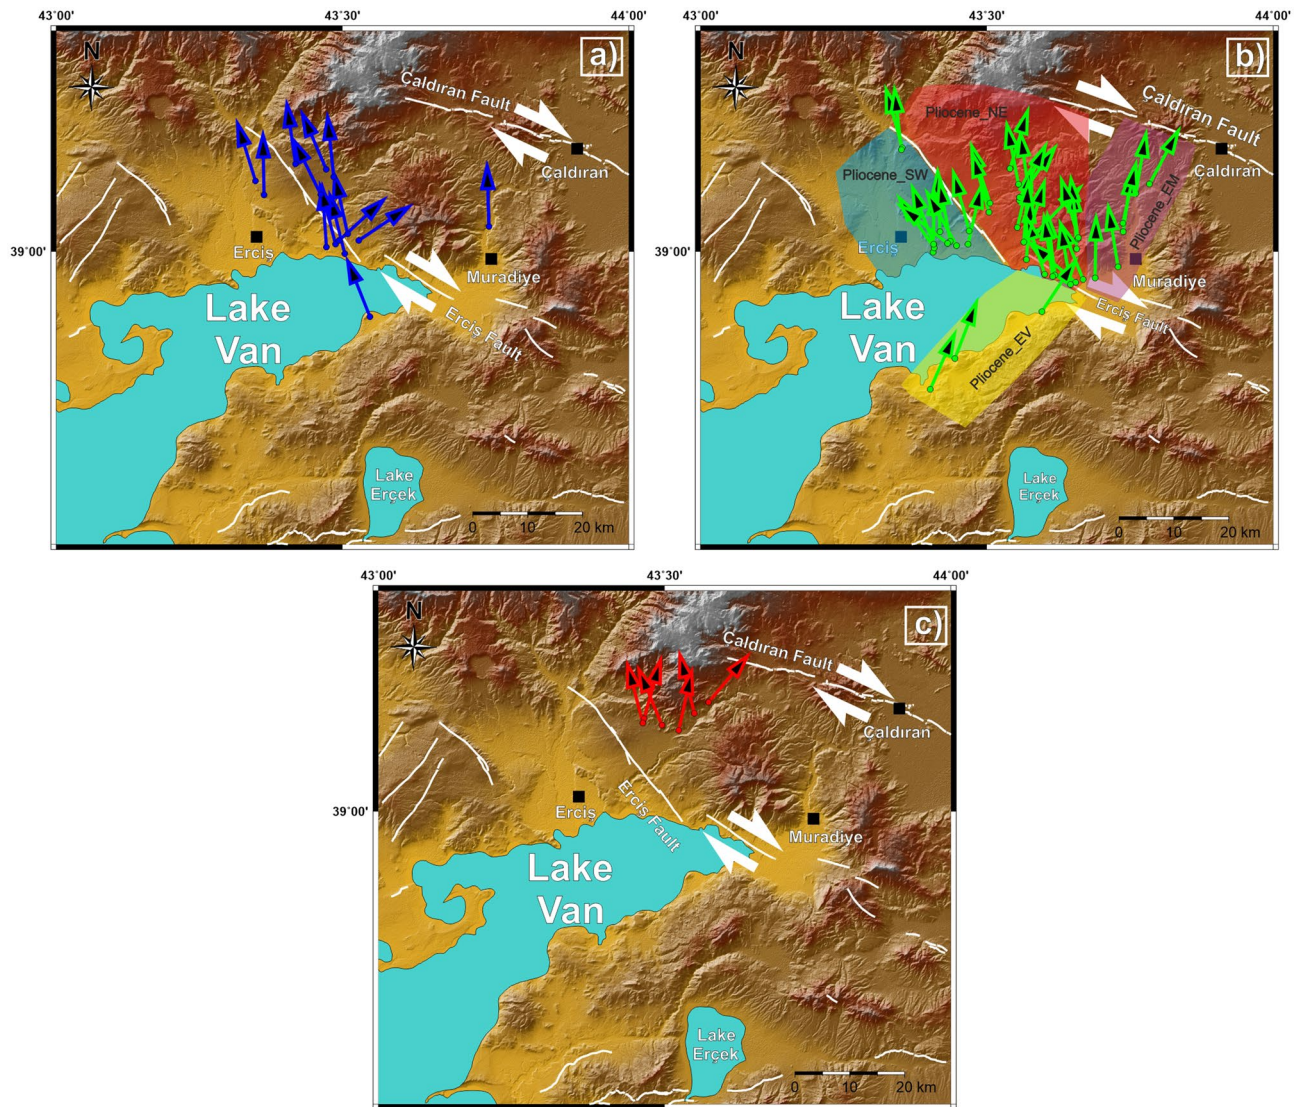 43°00'
43°30'
44°00'
N
a)
Çaldıran Fault
Çaldıran
39°00'
Erciş
Muradiye
Lake
Van
Erciş Fault
Lake
Erçek
0 10 20 km
43°00'
43°30'
44°00'
N
b)
Pliocene_NE
Çaldıran Fault
Çaldıran
Pliocene_SW
Pliocene_EM
39°00'
Erciş
Muradiye
Lake
Van
Erciş Fault
Pliocene_EV
Lake
Erçek
0 10 20 km
43°00'
43°30'
44°00'
N
c)
Çaldıran Fault
Çaldıran
39°00'
Erciş
Erciş Fault
Muradiye
Lake
Van
Lake
Erçek
0 10 20 km